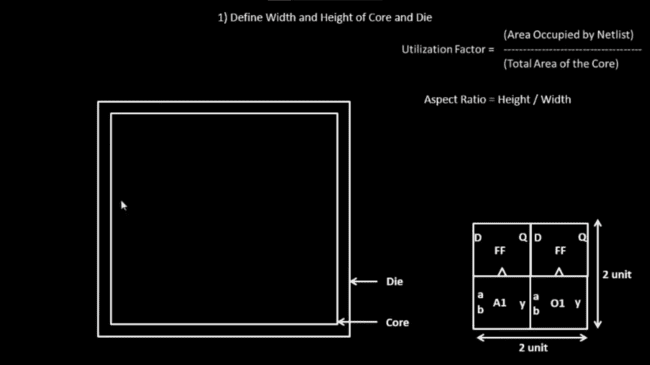 1) Define Width and Height of Core and Die
(Area Occupied by Netlist)
Utilization Factor =
(Total Area of the Core)
Aspect Ratio = Height / Width
D FF Q D FF Q
a b A1 y a b O1 y
2 unit
2 unit
Die
Core